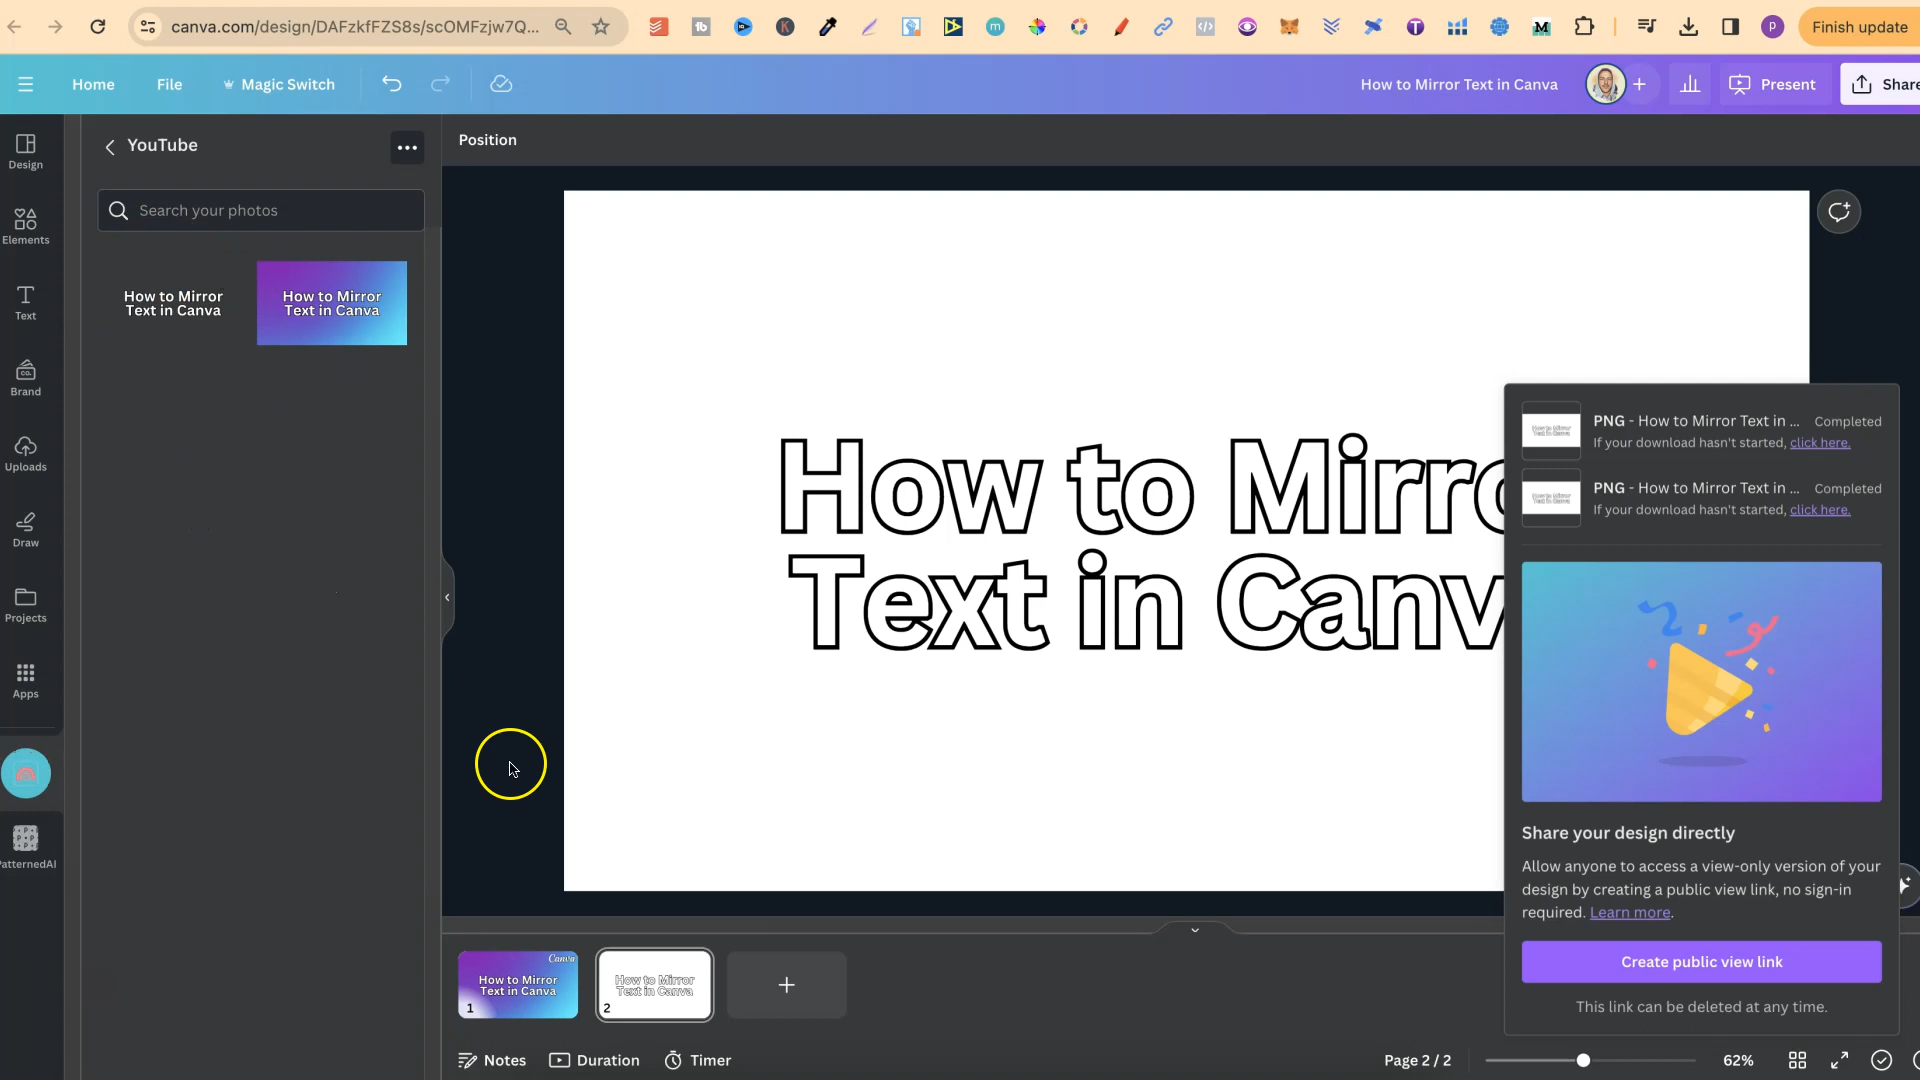 canva.com/design/DAFzkfFZS8s/scOMFzjw7Q...
Finish update
Home
File
Magic Switch
How to Mirror Text in Canva
Present
Share
Design
Elements
Text
Brand
Uploads
Draw
Projects
Apps
PatternedAI
YouTube
Search your photos
How to Mirror
Text in Canva
How to Mirror
Text in Canva
Position
How to Mirro
Text in Canv
PNG - How to Mirror Text in ... Completed
If your download hasn't started, click here.
PNG - How to Mirror Text in ... Completed
If your download hasn't started, click here.
Share your design directly
Allow anyone to access a view-only version of your
design by creating a public view link, no sign-in
required. Learn more.
Create public view link
This link can be deleted at any time.
Canva
How to Mirror
Text in Canva
1
How to Mirror
Text in Canva
2
Notes
Duration
Timer
Page 2 / 2
62%